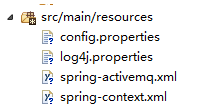 src/main/resources
config.properties
log4j.properties
spring-activemq.xml
spring-context.xml